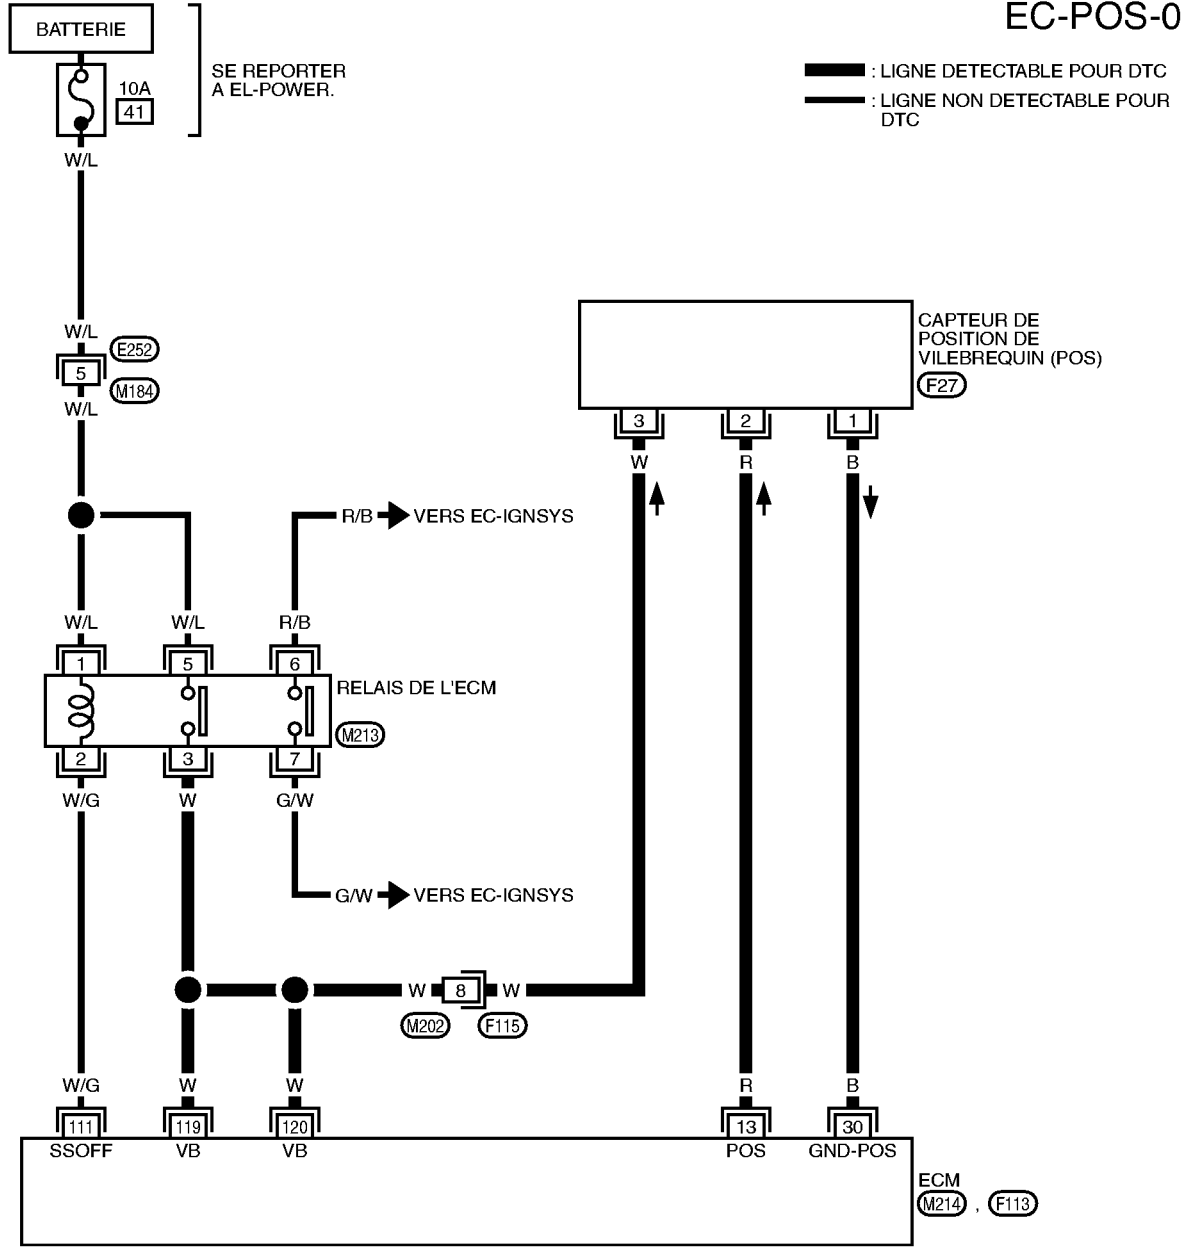 EC-POS-0
BATTERIE
SE REPORTER
A EL-POWER.
10A
41
: LIGNE DETECTABLE POUR DTC
: LIGNE NON DETECTABLE POUR
DTC
W/L
W/L
E252
5
M184
W/L
CAPTEUR DE
POSITION DE
VILEBREQUIN (POS)
F27
3 2 1
W R B
R/B VERS EC-IGNSYS
W/L W/L R/B
1 5 6
RELAIS DE L'ECM
M213
2 3 7
W/G W G/W
G/W VERS EC-IGNSYS
W 8 W
M202 F115
W/G W W R B
111 119 120 13 30
SSOFF VB VB POS GND-POS
ECM
M214 , F113